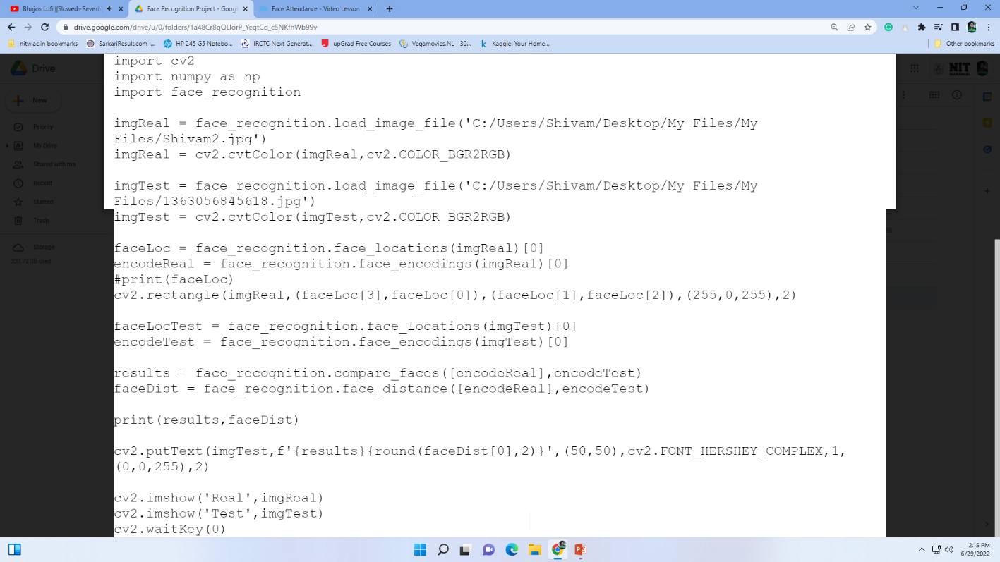 Bhajan Lofi ||Slowed+Reverb
Face Recognition Project - Goog
Face Attendance - Video Lesson
drive.google.com/drive/u/0/folders/1a48Cr8qQLIorP_YeqtCd_c5NKfhWb99v
nitw.ac.in bookmarks
SarkariResult.com :...
HP 245 G5 Notebo...
IRCTC Next Generat...
upGrad Free Courses
Vegamovies.NL - 30...
Kaggle: Your Home...
Other bookmarks
Drive
NIT
New
Priority
My Drive
Shared with me
Recent
Starred
Trash
Storage
333.72 GB used
import cv2
import numpy as np
import face_recognition
imgReal = face_recognition.load_image_file('C:/Users/Shivam/Desktop/My Files/My
Files/Shivam2.jpg')
imgReal = cv2.cvtColor(imgReal,cv2.COLOR_BGR2RGB)
imgTest = face_recognition.load_image_file('C:/Users/Shivam/Desktop/My Files/My
Files/1363056845618.jpg')
imgTest = cv2.cvtColor(imgTest,cv2.COLOR_BGR2RGB)
faceLoc = face_recognition.face_locations(imgReal)[0]
encodeReal = face_recognition.face_encodings(imgReal)[0]
#print(faceLoc)
cv2.rectangle(imgReal,(faceLoc[3],faceLoc[0]),(faceLoc[1],faceLoc[2]),(255,0,255),2)
faceLocTest = face_recognition.face_locations(imgTest)[0]
encodeTest = face_recognition.face_encodings(imgTest)[0]
results = face_recognition.compare_faces([encodeReal],encodeTest)
faceDist = face_recognition.face_distance([encodeReal],encodeTest)
print(results,faceDist)
cv2.putText(imgTest,f'{results}{round(faceDist[0],2)}',(50,50),cv2.FONT_HERSHEY_COMPLEX,1,
(0,0,255),2)
cv2.imshow('Real',imgReal)
cv2.imshow('Test',imgTest)
cv2.waitKey(0)
2:15 PM
6/29/2022